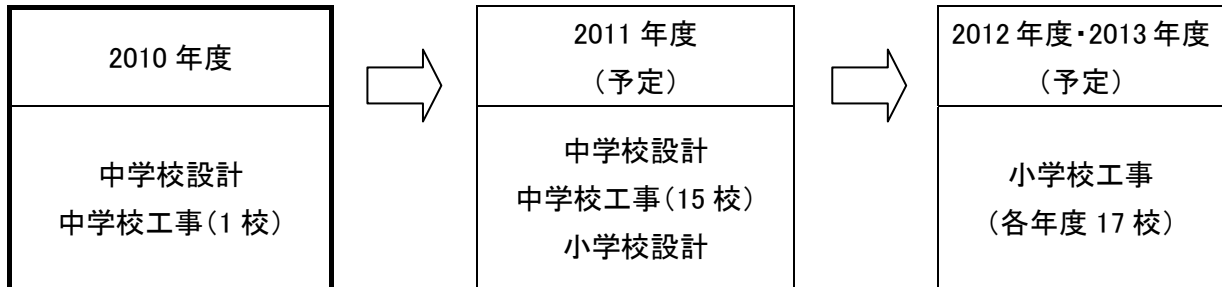 2010 年度
中学校設計
中学校工事(1 校)
2011 年度
(予定)
中学校設計
中学校工事(15 校)
小学校設計
2012 年度・2013 年度
(予定)
小学校工事
(各年度 17 校)